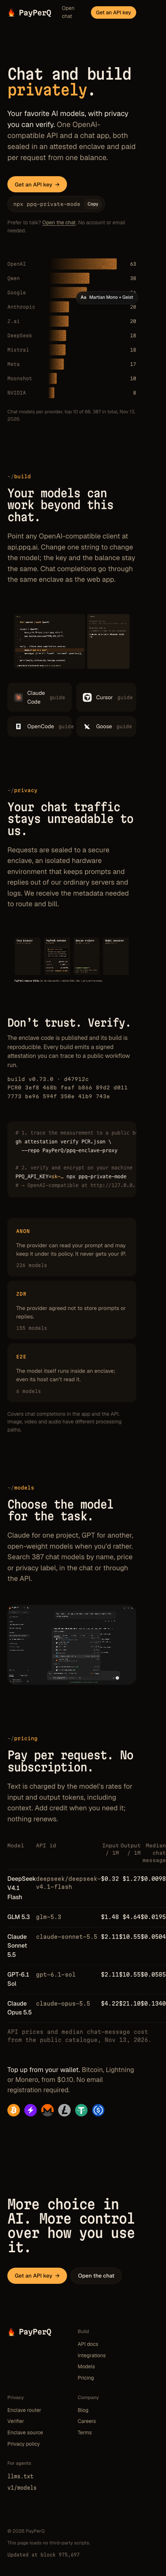 PayPerQ
Open
chat
Get an API key
Chat and build
privately.
Your favorite AI models, with privacy
you can verify. One OpenAI-
compatible API and a chat app, both
sealed in an attested enclave and paid
per request from one balance.
Get an API key →
npx ppq-private-mode Copy
Prefer to talk? Open the chat. No account or email
needed.
OpenAI 63
Qwen 38
Google
Aa Martian Mono + Geist
Anthropic 20
Z.ai 20
DeepSeek 18
Mistral 18
Meta 17
Moonshot 10
NVIDIA 8
Chat models per provider, top 10 of 66, 387 in total, Nov 13,
2026.
~/build
Your models can
work beyond this
chat.
Point any OpenAI-compatible client at
api.ppq.ai. Change one string to change
the model; the key and the balance stay
the same. Chat completions go through
the same enclave as the web app.
Claude
Code
guide
Cursor guide
OpenCode guide
Goose guide
~/privacy
Your chat traffic
stays unreadable to
us.
Requests are sealed to a secure
enclave, an isolated hardware
environment that keeps prompts and
replies out of our ordinary servers and
logs. We receive the metadata needed
to route and bill.
Don't trust. Verify.
The enclave code is published and its build is
reproducible. Every build emits a signed
attestation you can trace to a public workflow
run.
build v0.73.0 · d47912c
# 1. trace the measurement to a public b
gh attestation verify PCR.json \
--repo PayPerQ/ppq-enclave-proxy
# 2. verify and encrypt on your machine
PPQ_API_KEY=sk-… npx ppq-private-mode
# → OpenAI-compatible at http://127.0.0.
ANON
The provider can read your prompt and may
keep it under its policy. It never gets your IP.
226 models
ZDR
The provider agreed not to store prompts or
replies.
155 models
E2E
The model itself runs inside an enclave;
even its host can't read it.
6 models
Covers chat completions in the app and the API.
Image, video and audio have different processing
paths.
~/models
Choose the model
for the task.
Claude for one project, GPT for another,
open-weight models when you'd rather.
Search 387 chat models by name, price
or privacy label, in the chat or through
the API.
~/pricing
Pay per request. No
subscription.
Text is charged by the model's rates for
input and output tokens, including
context. Add credit when you need it;
nothing renews.
Model API id Input / 1M Output / 1M Median chat message
DeepSeek V4.1 Flash deepseek/deepseek-v4.1-flash $0.32 $1.27 $0.0098
GLM 5.3 glm-5.3 $1.48 $4.64 $0.0195
Claude Sonnet 5.5 claude-sonnet-5.5 $2.11 $10.55 $0.0504
GPT-6.1 Sol gpt-6.1-sol $2.11 $10.55 $0.0585
Claude Opus 5.5 claude-opus-5.5 $4.22 $21.10 $0.1340
API prices and median chat-message cost
from the public catalogue, Nov 13, 2026.
Top up from your wallet. Bitcoin, Lightning
or Monero, from $0.10. No email
registration required.
More choice in
AI. More control
over how you use
it.
Get an API key →
Open the chat
PayPerQ
Build
API docs
Integrations
Models
Pricing
Privacy
Enclave router
Verifier
Enclave source
Privacy policy
Company
Blog
Careers
Terms
For agents
llms.txt
v1/models
© 2026 PayPerQ
This page loads no third-party scripts.
Updated at block 975,697